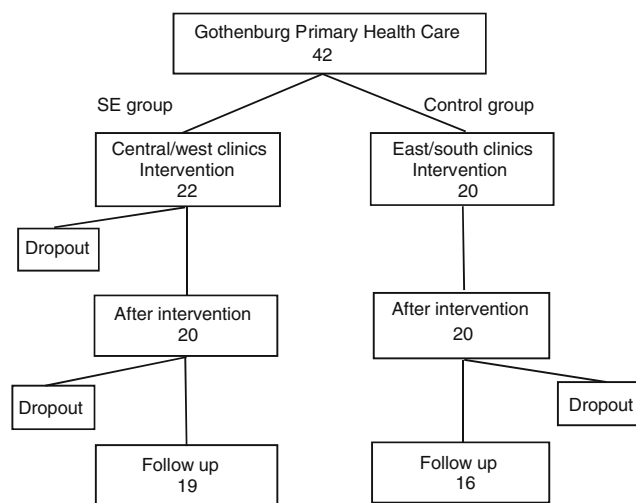 Gothenburg Primary Health Care
42
SE group
Control group
Central/west clinics
Intervention
22
East/south clinics
Intervention
20
Dropout
After intervention
20
After intervention
20
Dropout
Dropout
Follow up
19
Follow up
16